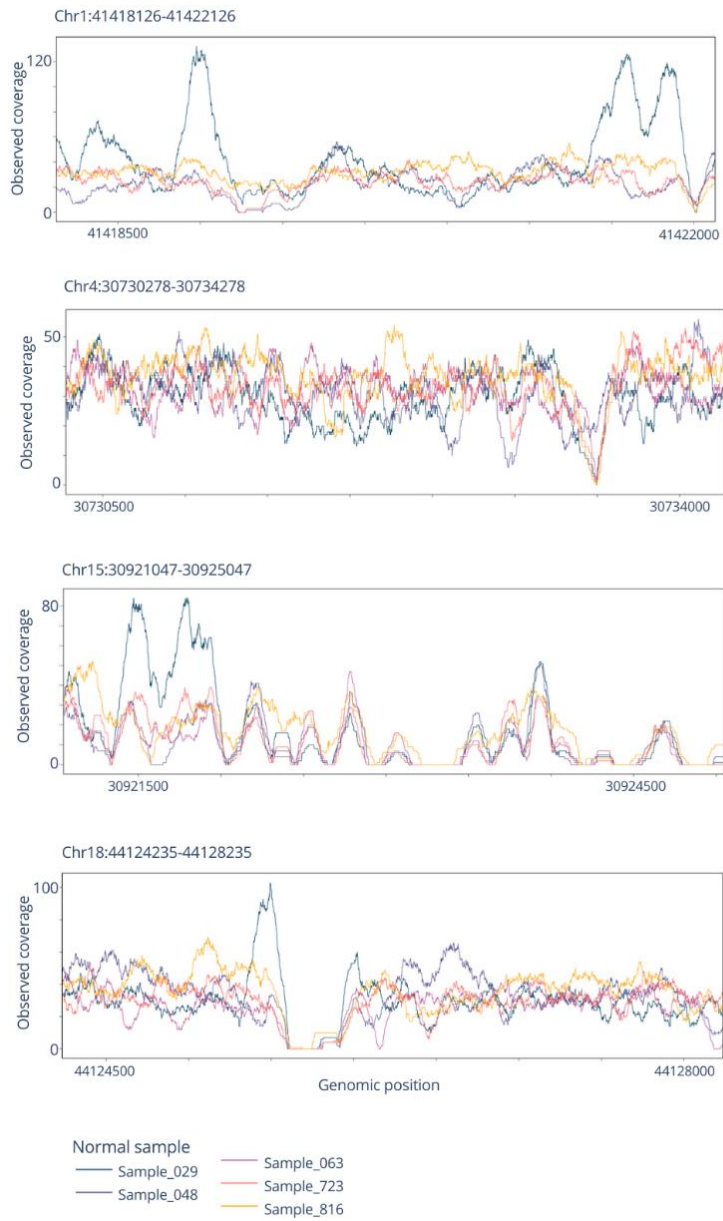 Chr1:41418126-41422126
120
Observed coverage
0
41418500
41422000
Chr4:30730278-30734278
50
Observed coverage
0
30730500
30734000
Chr15:30921047-30925047
80
Observed coverage
0
30921500
30924500
Chr18:44124235-44128235
100
Observed coverage
0
44124500
44128000
Genomic position
Normal sample
Sample_029
Sample_048
Sample_063
Sample_723
Sample_816